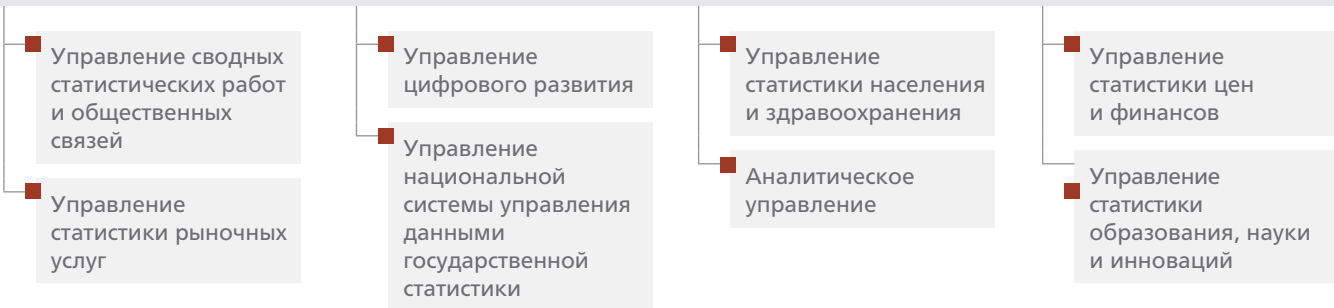 Управление сводных
статистических работ
и общественных
связей
Управление
статистики рыночных
услуг
Управление
цифрового развития
Управление
национальной
системы управления
данными
государственной
статистики
Управление
статистики населения
и здравоохранения
Аналитическое
управление
Управление
статистики цен
и финансов
Управление
статистики
образования, науки
и инноваций